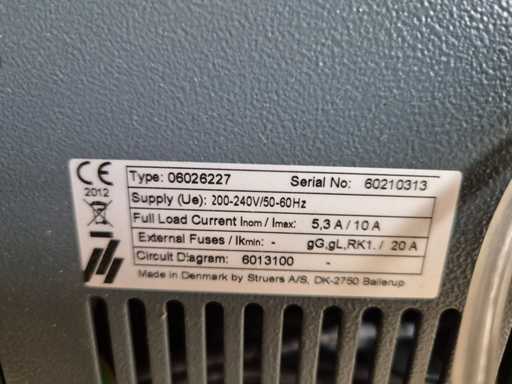 CE
2012
Type: 06026227 Serial No: 60210313
Supply (Ue): 200-240V/50-60Hz
Full Load Current Inom / Imax: 5,3 A / 10 A
External Fuses / IKmin: - gG,gL,RK1. / 20 A
Circuit Diagram: 6013100 -
Made in Denmark by Struers A/S, DK-2750 Ballerup